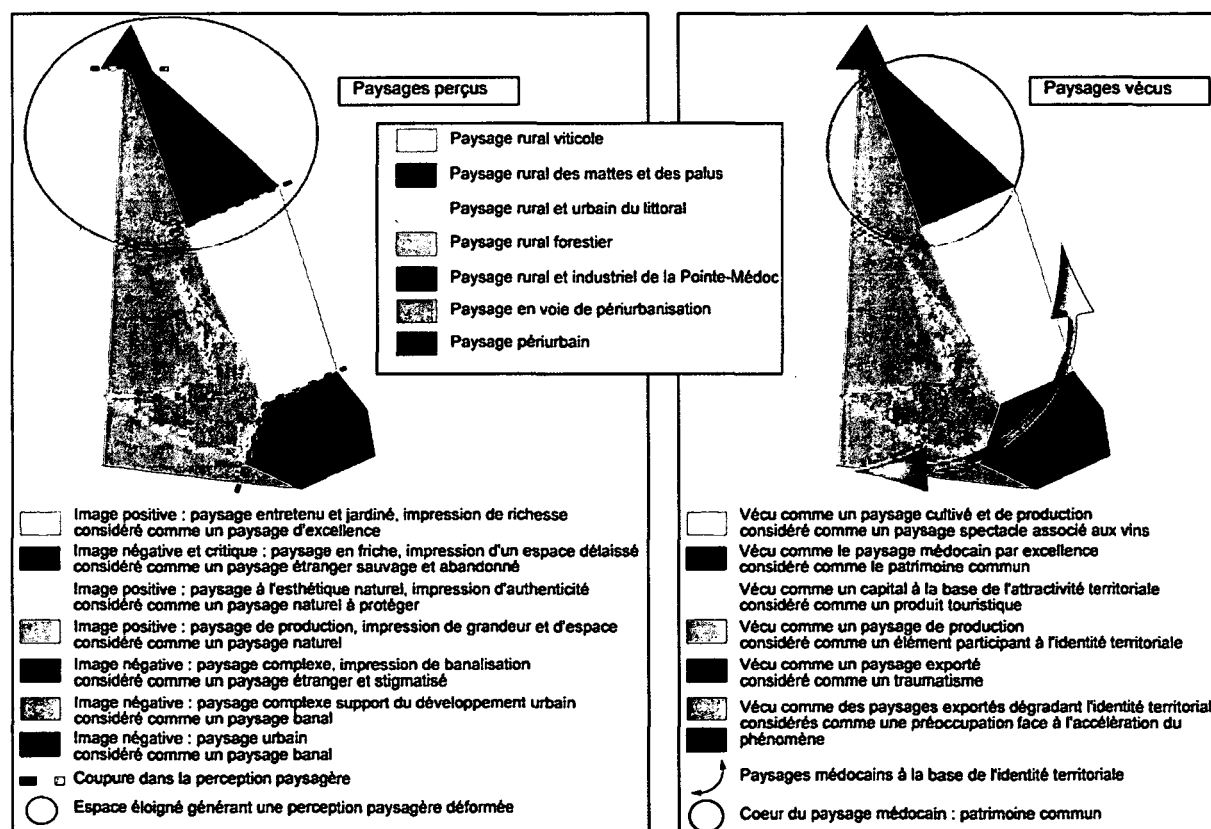 Paysages perçus
Paysages vécus
Paysage rural viticole
Paysage rural des mattes et des palus
Paysage rural et urbain du littoral
Paysage rural forestier
Paysage rural et industriel de la Pointe-Médoc
Paysage en voie de périurbanisation
Paysage périurbain
Image positive : paysage entretenu et jardiné, impression de richesse
considéré comme un paysage d'excellence
Image négative et critique : paysage en friche, impression d'un espace délaissé
considéré comme un paysage étranger sauvage et abandonné
Image positive : paysage à l'esthétique naturel, impression d'authenticité
considéré comme un paysage naturel à protéger
Image positive : paysage de production, impression de grandeur et d'espace
considéré comme un paysage naturel
Image négative : paysage complexe, impression de banalisation
considéré comme un paysage étranger et stigmatisé
Image négative : paysage complexe support du développement urbain
considéré comme un paysage banal
Image négative : paysage urbain
considéré comme un paysage banal
Coupure dans la perception paysagère
Espace éloigné générant une perception paysagère déformée
Vécu comme un paysage cultivé et de production
considéré comme un paysage spectacle associé aux vins
Vécu comme le paysage médocain par excellence
considéré comme le patrimoine commun
Vécu comme un capital à la base de l'attractivité territoriale
considéré comme un produit touristique
Vécu comme un paysage de production
considéré comme un élément participant à l'identité territoriale
Vécu comme un paysage exporté
considéré comme un traumatisme
Vécu comme des paysages exportés dégradant l'identité territorial
considérés comme une préoccupation face à l'accélération du
phénomène
Paysages médocains à la base de l'identité territoriale
Coeur du paysage médocain : patrimoine commun